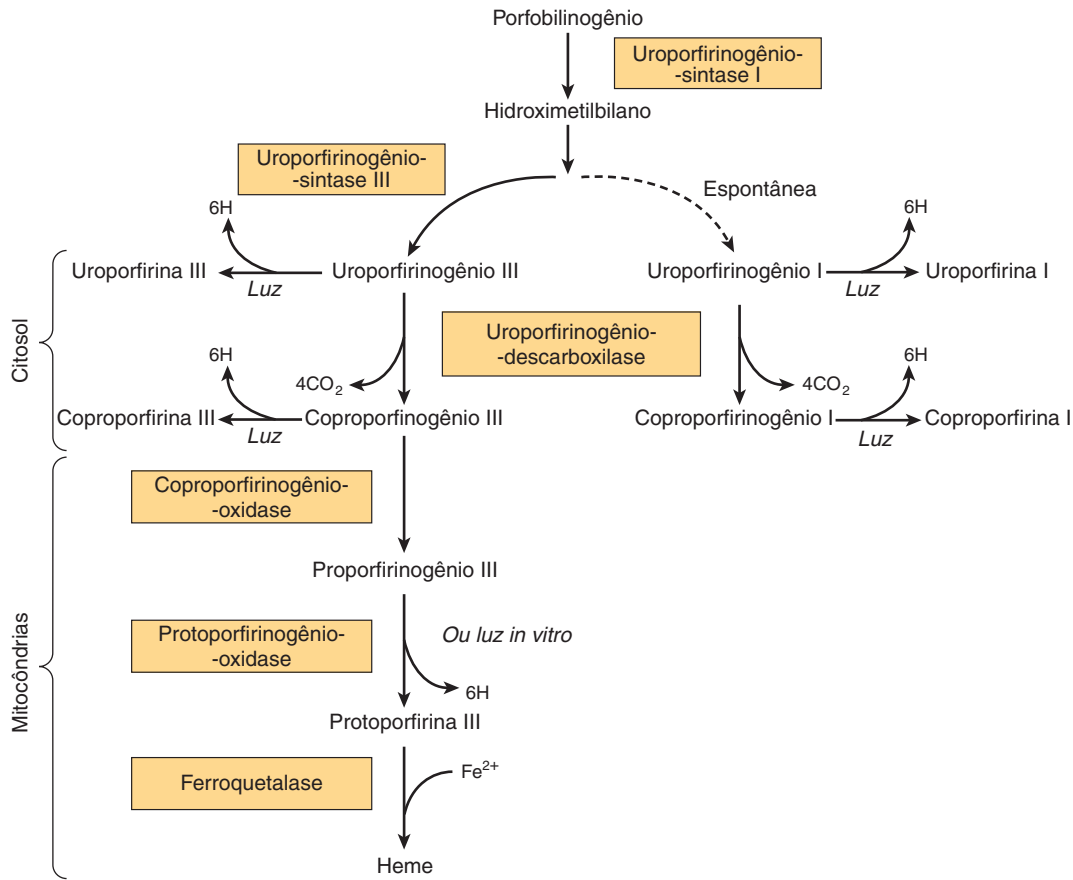 Porfobilinogênio
Uroporfirinogênio-
-sintase I
Hidroximetilbilano
Uroporfirinogênio-
-sintase III
Espontânea
6H
6H
Uroporfirina III
Luz
Uroporfirinogênio III
Uroporfirinogênio I
Luz
Uroporfirina I
Citosol
Uroporfirinogênio-
-descarboxilase
6H
4CO2
4CO2
6H
Coproporfirina III
Luz
Coproporfinogênio III
Coproporfirinogênio I
Luz
Coproporfirina I
Mitocôndrias
Coproporfirinogênio-
-oxidase
Proporfirinogênio III
Protoporfirinogênio-
-oxidase
Ou luz in vitro
6H
Protoporfirina III
Ferroquetalase
Fe2+
Heme